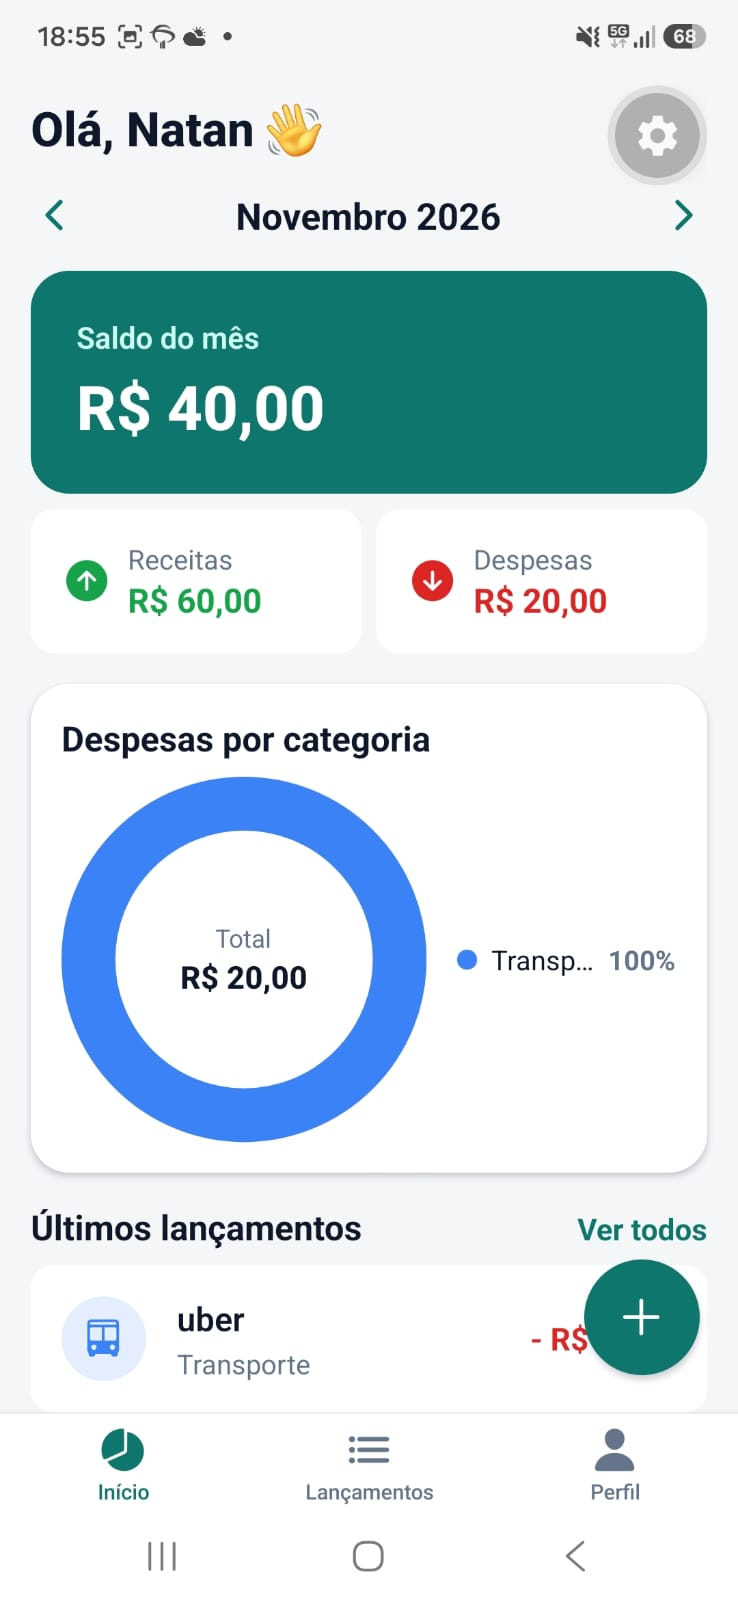 18:55
5G
68
Olá, Natan 👋
Novembro 2026
Saldo do mês
R$ 40,00
Receitas
R$ 60,00
Despesas
R$ 20,00
Despesas por categoria
Total
R$ 20,00
Transp... 100%
Últimos lançamentos
Ver todos
uber
Transporte
- R$
Início
Lançamentos
Perfil